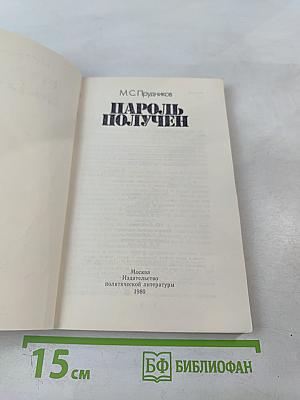 М.С.Прудников
ПАРОЛЬ
ПОЛУЧЕН
Москва
Издательство
политической литературы
1980
15 см
БФ БИБЛИОФАН